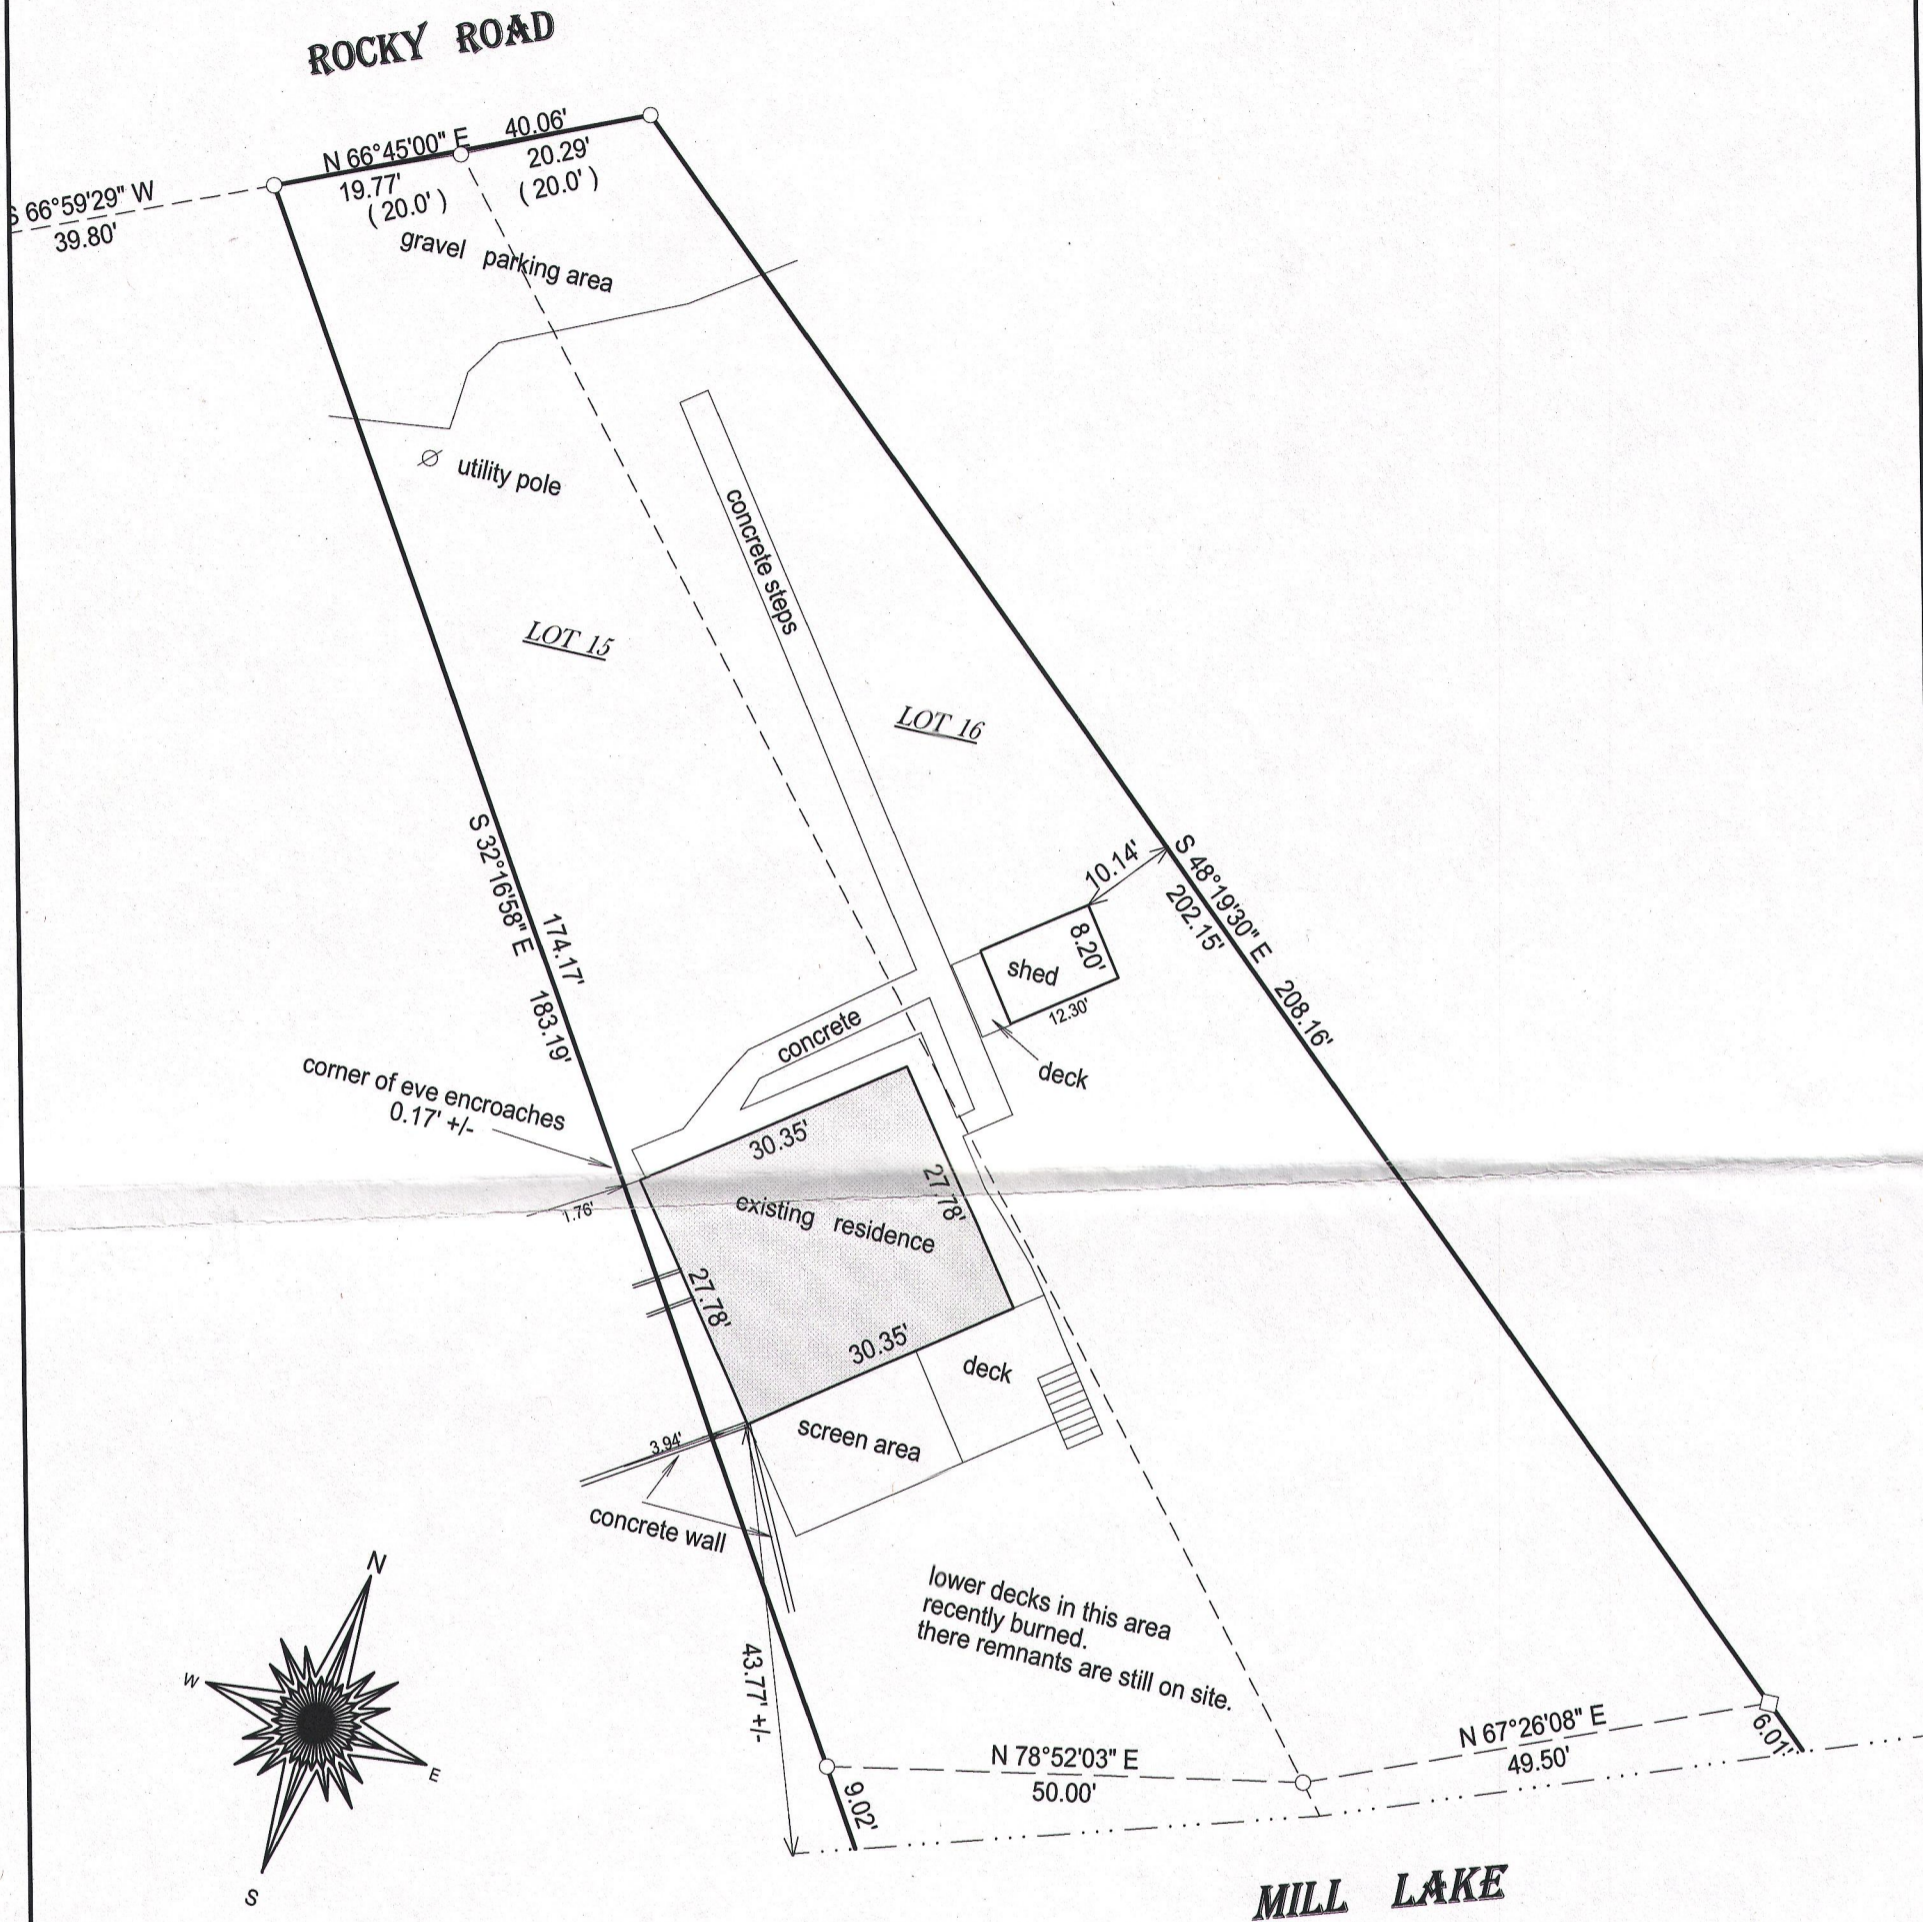 ROCKY ROAD
N 66°45'00" E
40.06'
19.77'
( 20.0' )
20.29'
( 20.0' )
S 66°59'29" W
39.80'
gravel parking area
utility pole
concrete steps
LOT 15
LOT 16
S 32°16'58" E
174.17'
183.19'
10.14'
S 48°19'30" E
202.15'
208.16'
shed
8.20'
12.30'
deck
concrete
corner of eve encroaches
0.17' +/-
30.35'
27.78'
1.76'
existing residence
27.78'
30.35'
deck
screen area
3.94'
concrete wall
lower decks in this area
recently burned.
there remnants are still on site.
43.77' +/-
N
W
E
S
N 78°52'03" E
50.00'
N 67°26'08" E
49.50'
6.01'
9.02'
MILL LAKE